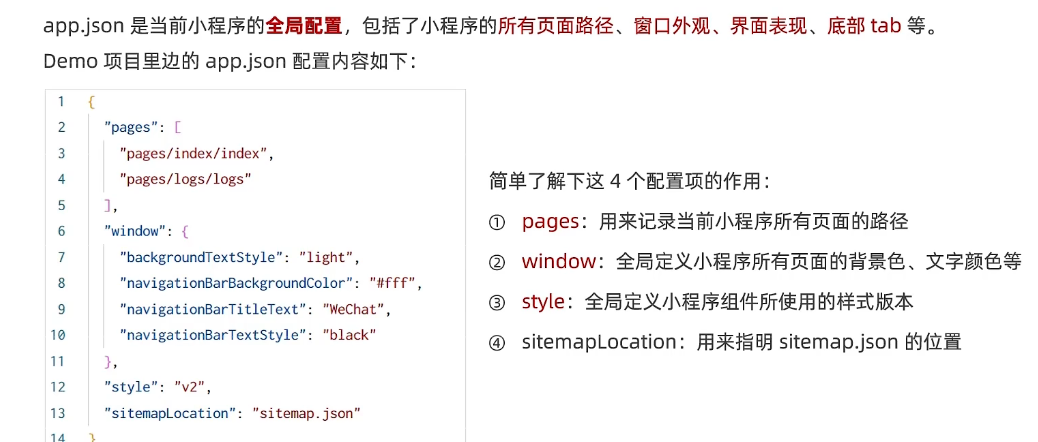 app.json 是当前小程序的全局配置，包括了小程序的所有页面路径、窗口外观、界面表现、底部 tab 等。
Demo 项目里边的 app.json 配置内容如下：
1 {
2 "pages": [
3 "pages/index/index",
4 "pages/logs/logs"
5 ],
6 "window": {
7 "backgroundTextStyle": "light",
8 "navigationBarBackgroundColor": "#fff",
9 "navigationBarTitleText": "WeChat",
10 "navigationBarTextStyle": "black"
11 },
12 "style": "v2",
13 "sitemapLocation": "sitemap.json"
14 }
简单了解下这 4 个配置项的作用：
① pages：用来记录当前小程序所有页面的路径
② window：全局定义小程序所有页面的背景色、文字颜色等
③ style：全局定义小程序组件所使用的样式版本
④ sitemapLocation：用来指明 sitemap.json 的位置